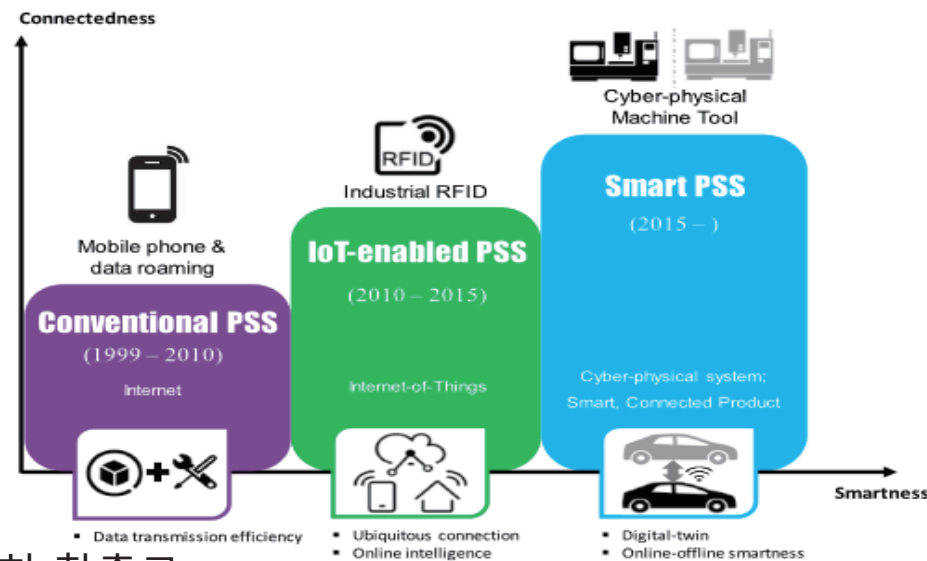 Connectedness
Cyber-physical
Machine Tool
RFID
Industrial RFID
Smart PSS
(2015 – )
Mobile phone &
data roaming
IoT-enabled PSS
(2010 – 2015)
Conventional PSS
(1999 – 2010)
Internet
Internet-of-Things
Cyber-physical system;
Smart, Connected Product
Smartness
▪ Data transmission efficiency
▪ Ubiquitous connection
▪ Online intelligence
▪ Digital-twin
▪ Online-offline smartness